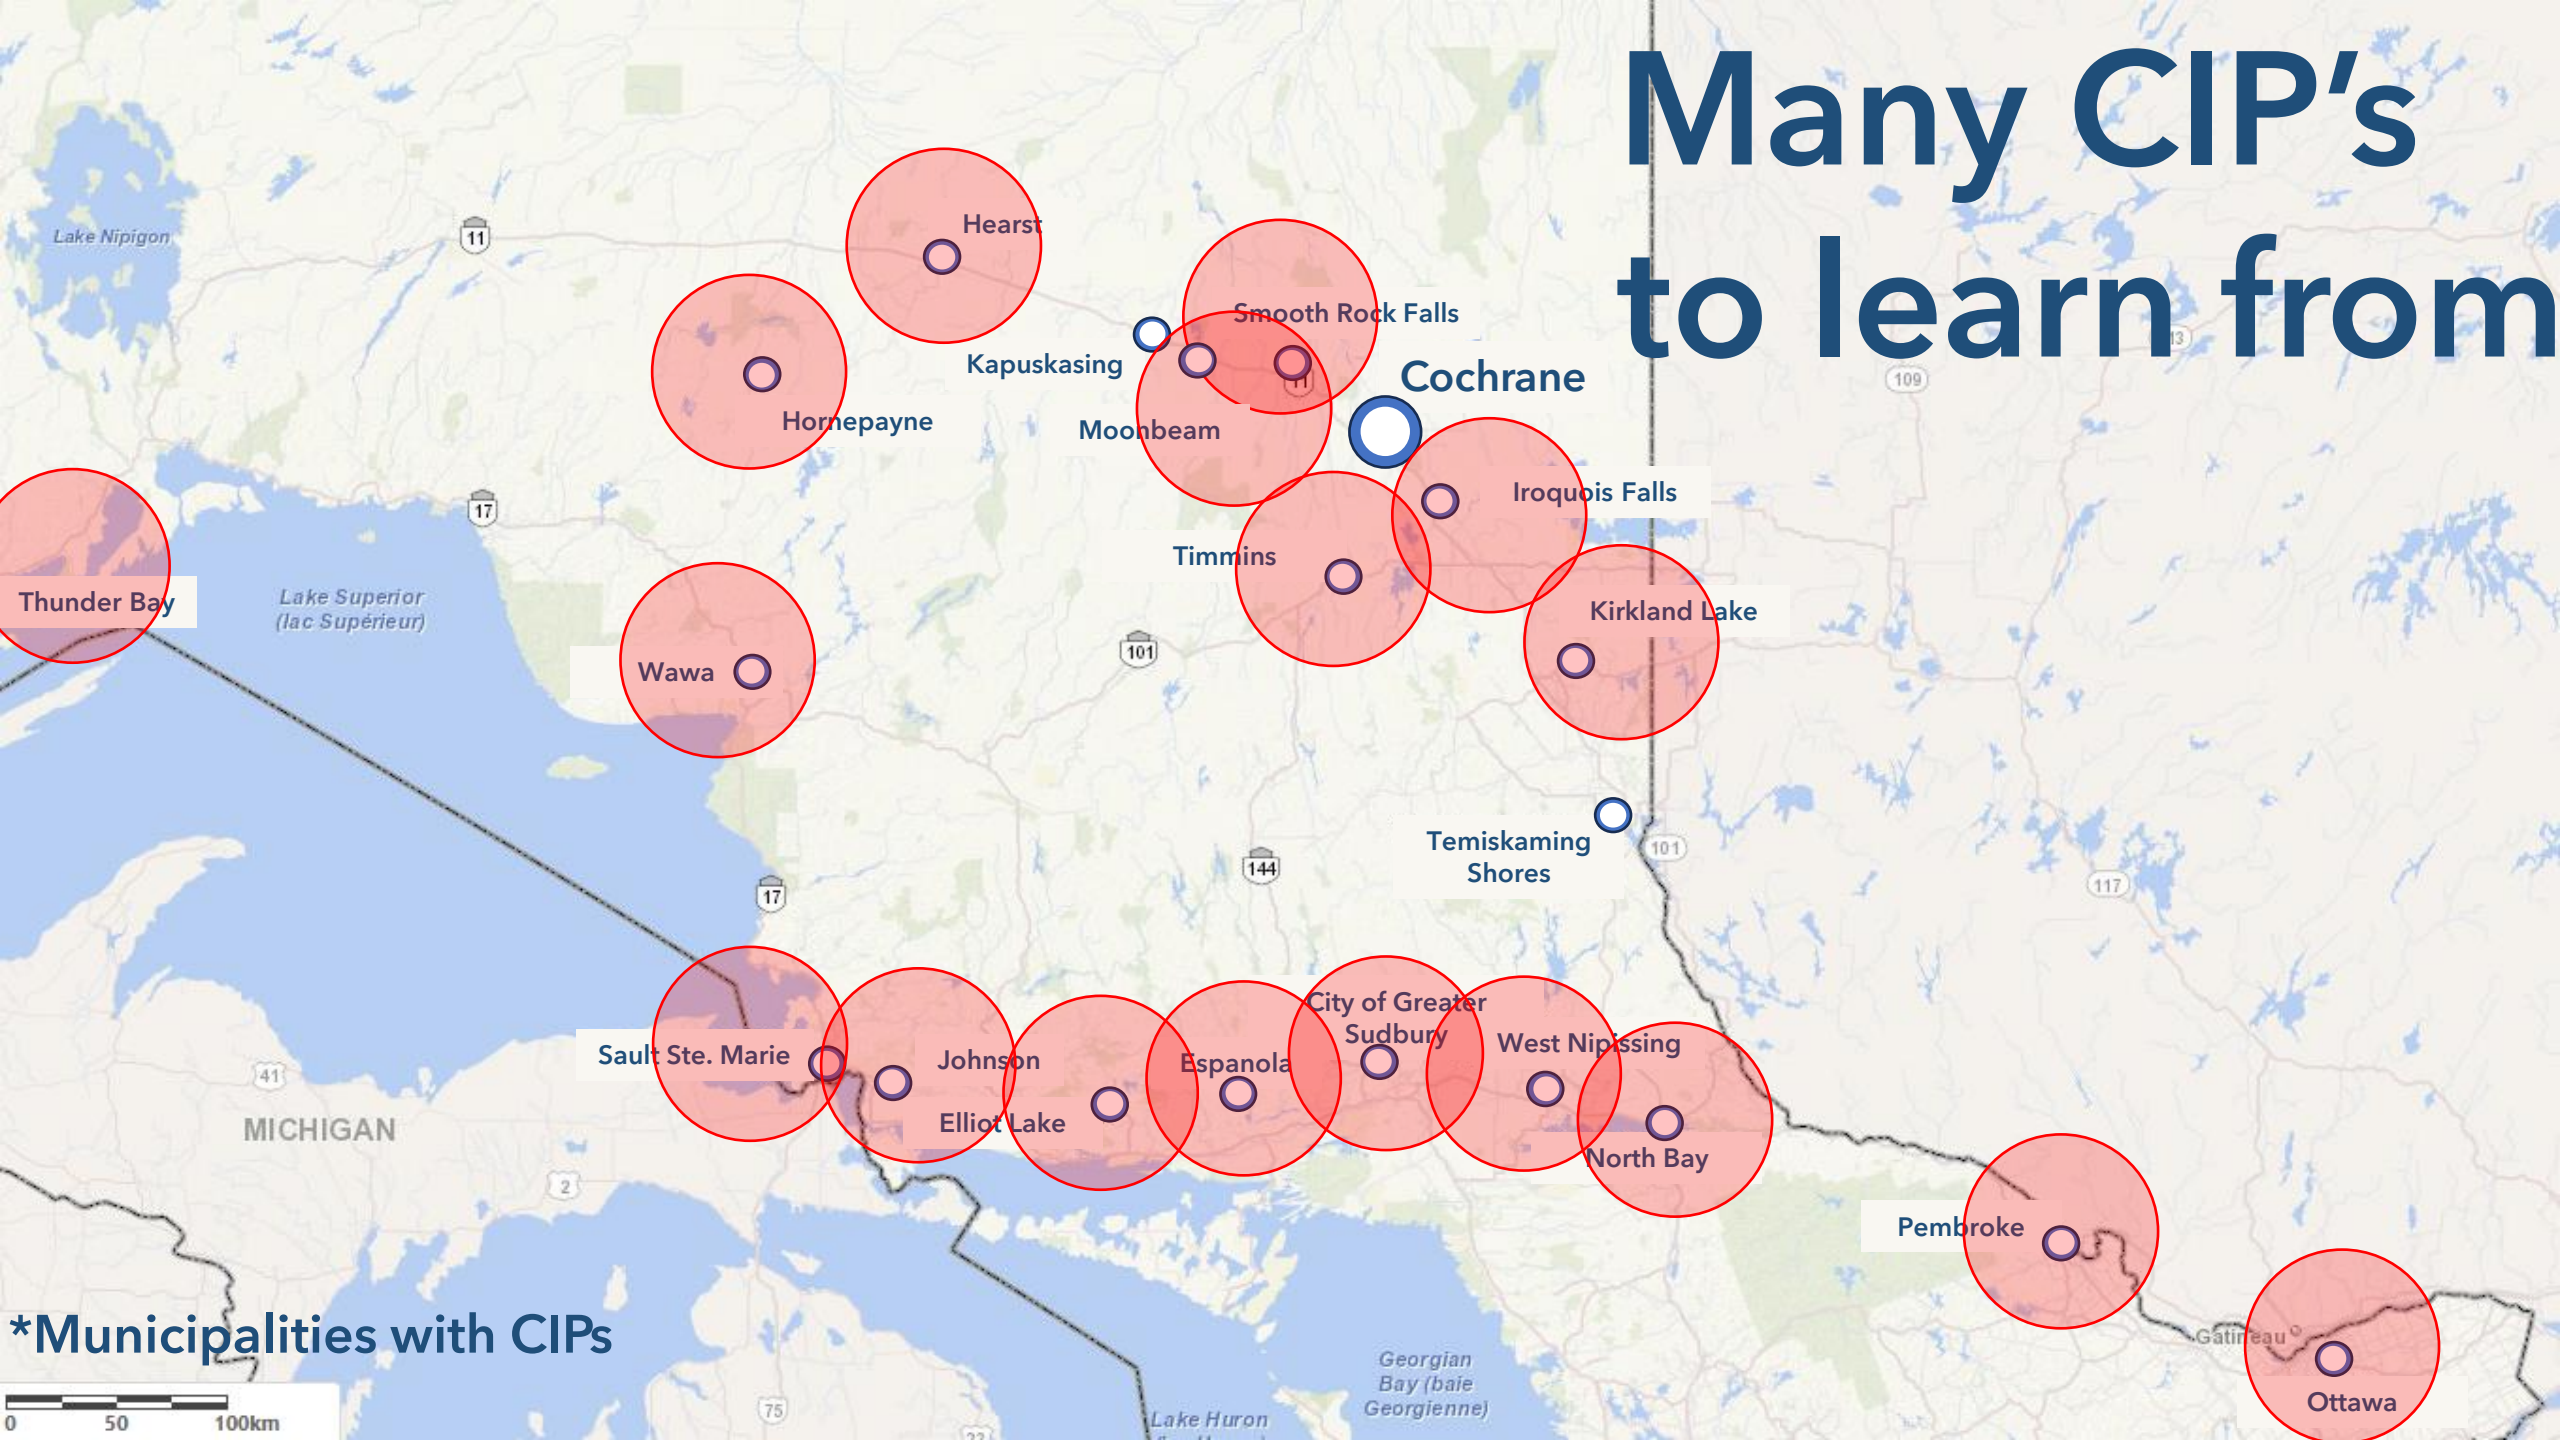 Many CIP’s
to learn from
Hearst
Lake Nipigon
11
Smooth Rock Falls
13
Kapuskasing
Cochrane
11
109
Hornepayne
Moonbeam
Iroquois Falls
17
Timmins
Thunder Bay
Lake Superior
(lac Supérieur)
Kirkland Lake
101
Wawa
Temiskaming
Shores
101
144
117
17
City of Greater
Sudbury
West Nipissing
Sault Ste. Marie
Johnson
Espanola
41
MICHIGAN
Elliot Lake
North Bay
2
Pembroke
*Municipalities with CIPs
Gatineau
Georgian
Bay (baie
Georgienne)
Ottawa
75
Lake Huron
0 50 100km